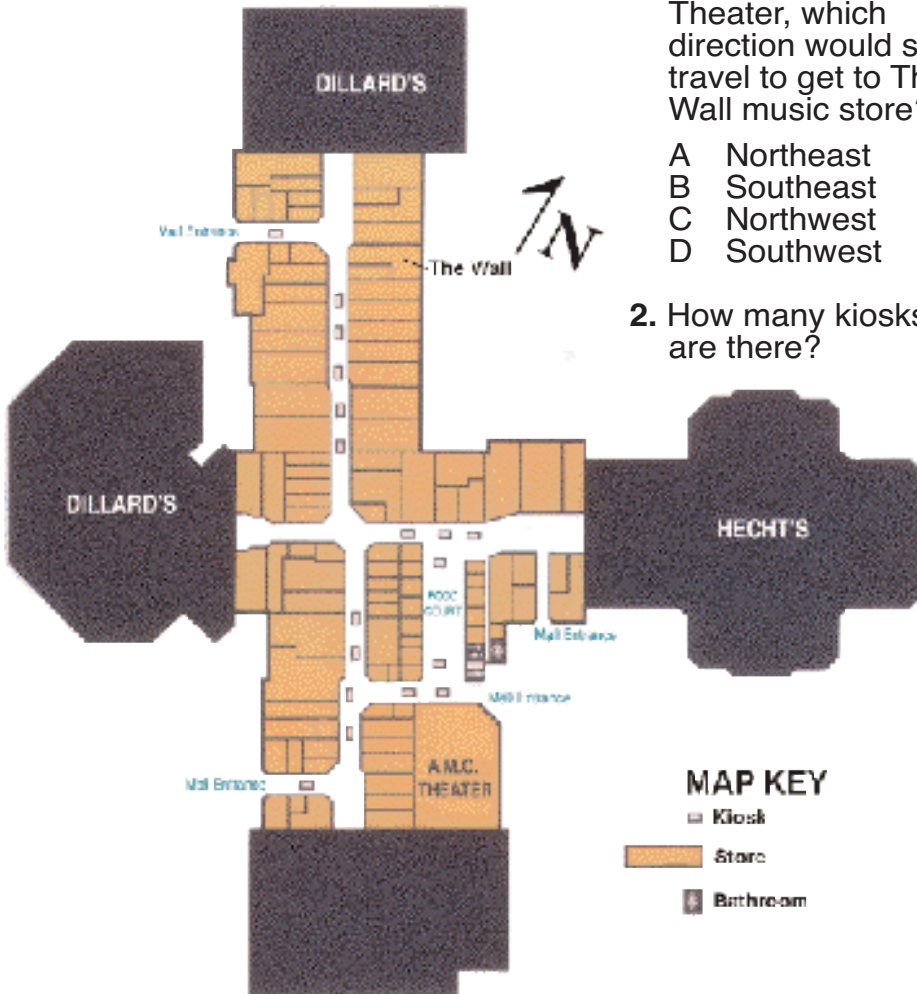 Theater, which
direction would s
travel to get to Th
Wall music store?
A Northeast
B Southeast
C Northwest
D Southwest
2. How many kiosks
are there?
DILLARD'S
Mall Entrance
The Wall
N
DILLARD'S
HECHT'S
FOOD
COURT
Mall Entrance
Mall Entrance
Mall Entrance
A.M.C.
THEATER
MAP KEY
Kiosk
Store
Bathroom